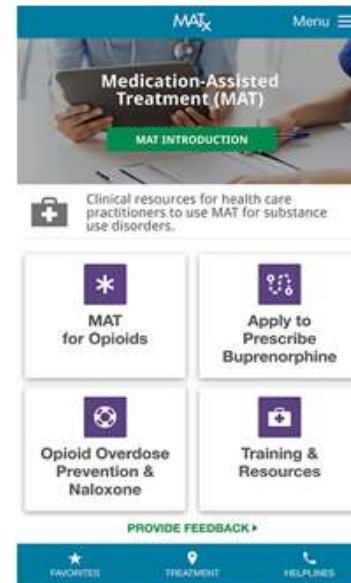 MATx
Menu
Medication-Assisted
Treatment (MAT)
MAT INTRODUCTION
Clinical resources for health care
practitioners to use MAT for substance
use disorders.
MAT
for Opioids
Apply to
Prescribe
Buprenorphine
Opioid Overdose
Prevention &
Naloxone
Training &
Resources
PROVIDE FEEDBACK
FAVORITES
TREATMENT
HELPLINES